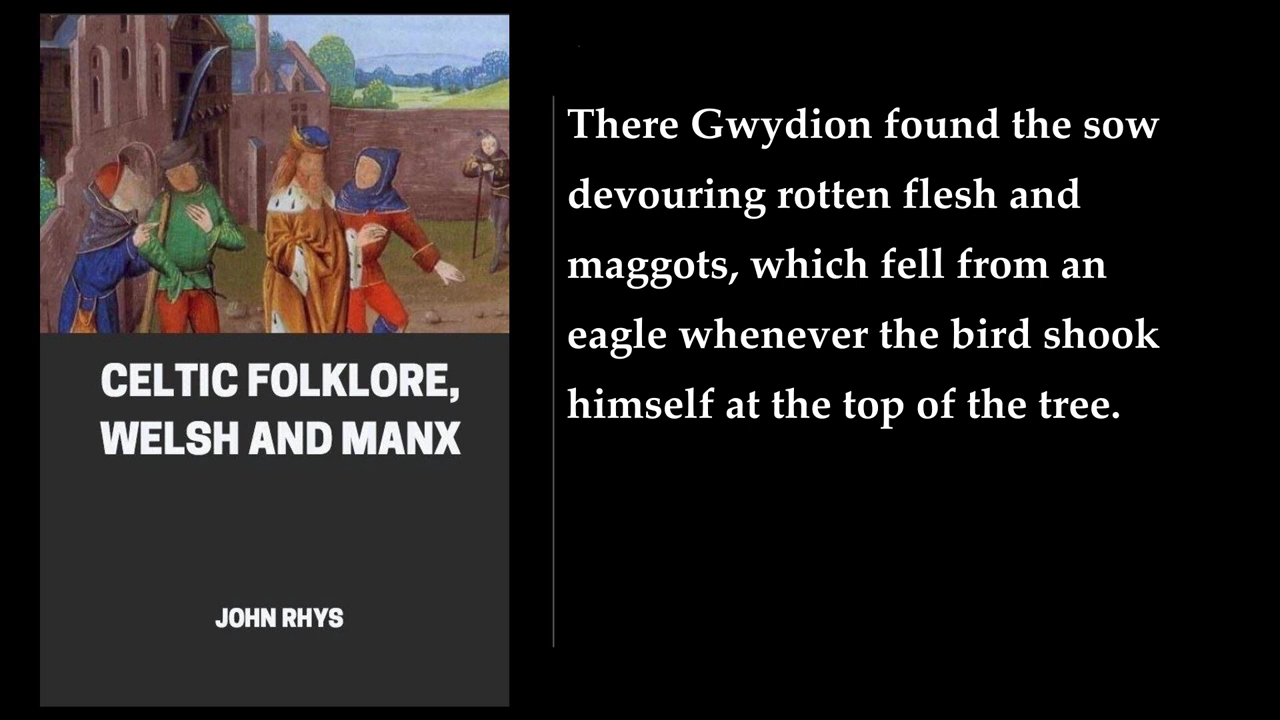 CELTIC FOLKLORE,
WELSH AND MANX
JOHN RHYS
There Gwydion found the sow
devouring rotten flesh and
maggots, which fell from an
eagle whenever the bird shook
himself at the top of the tree.